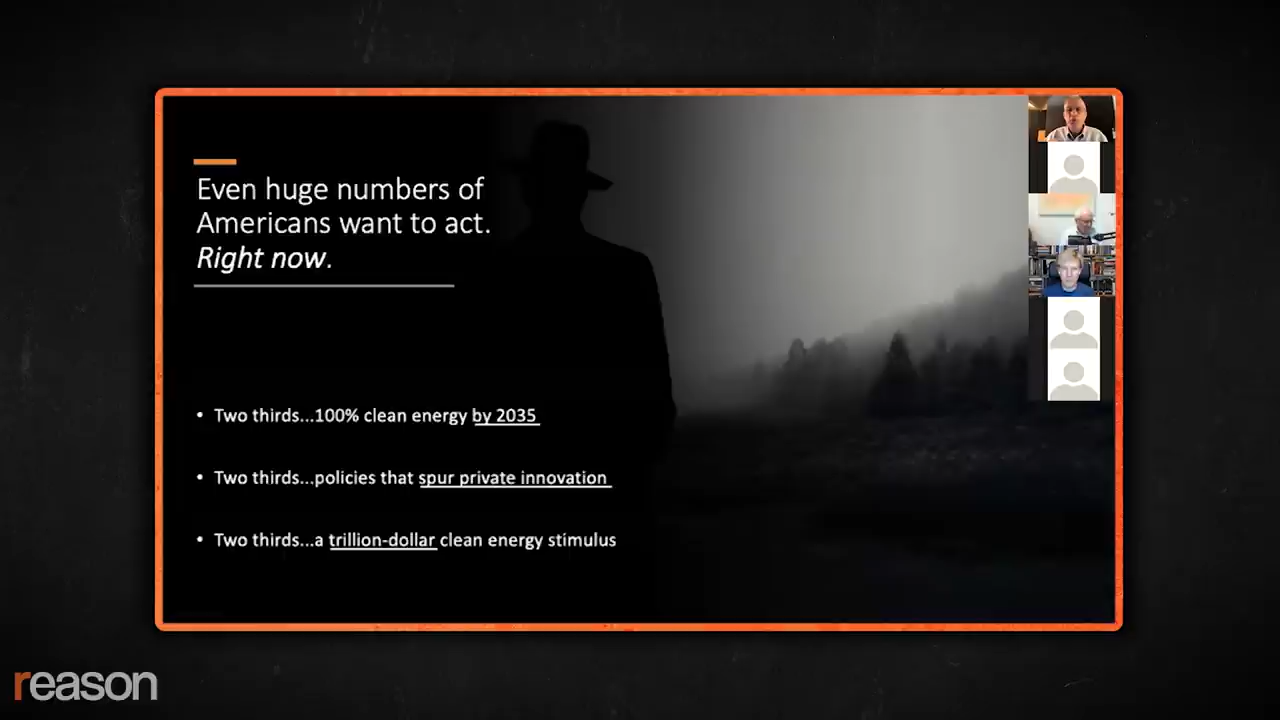 Even huge numbers of
Americans want to act.
Right now.
• Two thirds...100% clean energy by 2035
• Two thirds...policies that spur private innovation
• Two thirds...a trillion-dollar clean energy stimulus
reason